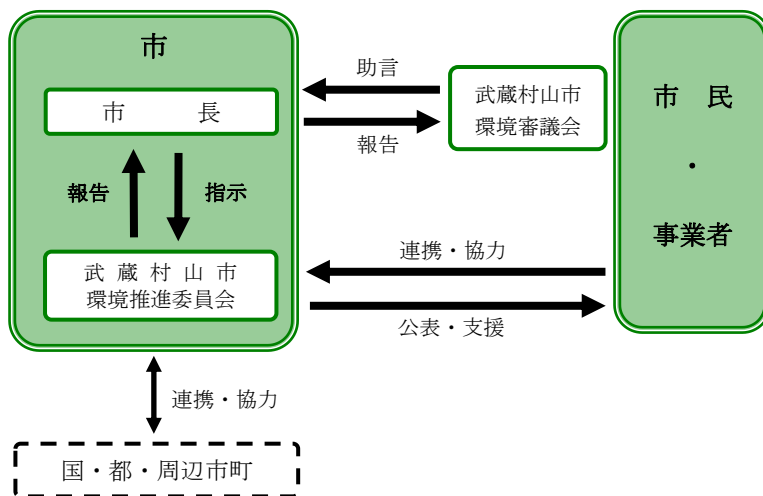 市
市　長
報告
指示
武蔵村山市
環境推進委員会
助言
報告
武蔵村山市
環境審議会
連携・協力
公表・支援
市　民
・
事業者
連携・協力
国・都・周辺市町